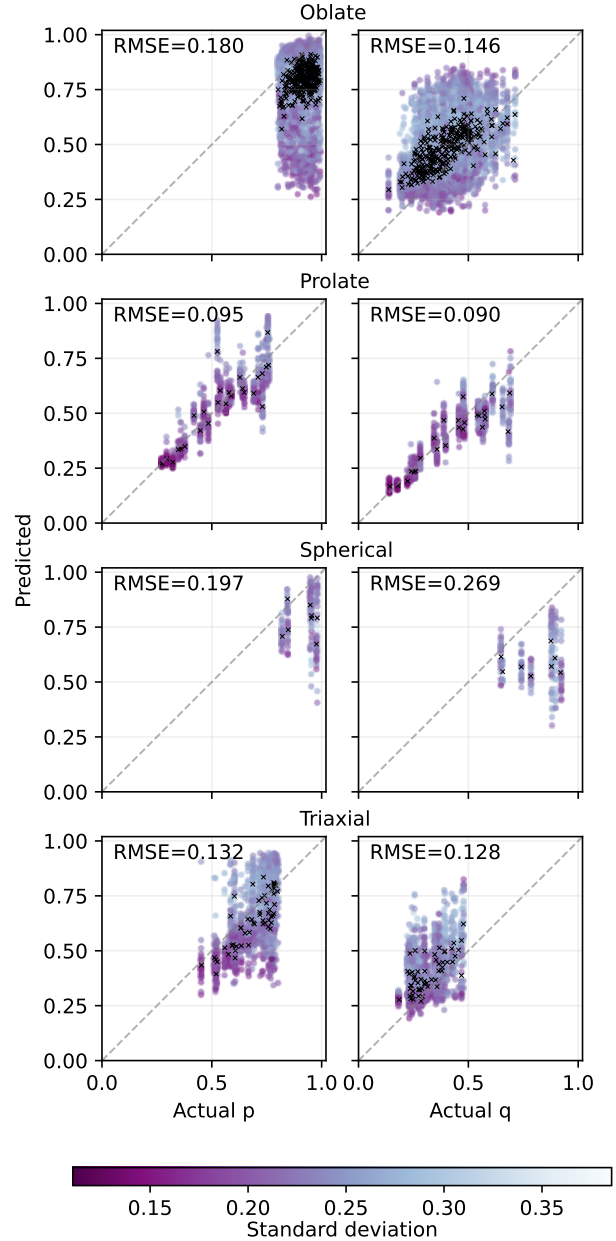 Oblate
1.00
RMSE=0.180
RMSE=0.146
0.75
0.50
0.25
0.00
Prolate
1.00
RMSE=0.095
RMSE=0.090
0.75
0.50
0.25
0.00
Predicted
Spherical
1.00
RMSE=0.197
RMSE=0.269
0.75
0.50
0.25
0.00
Triaxial
1.00
RMSE=0.132
RMSE=0.128
0.75
0.50
0.25
0.00
0.0 0.5 1.0 0.0 0.5 1.0
Actual p Actual q
0.15 0.20 0.25 0.30 0.35
Standard deviation